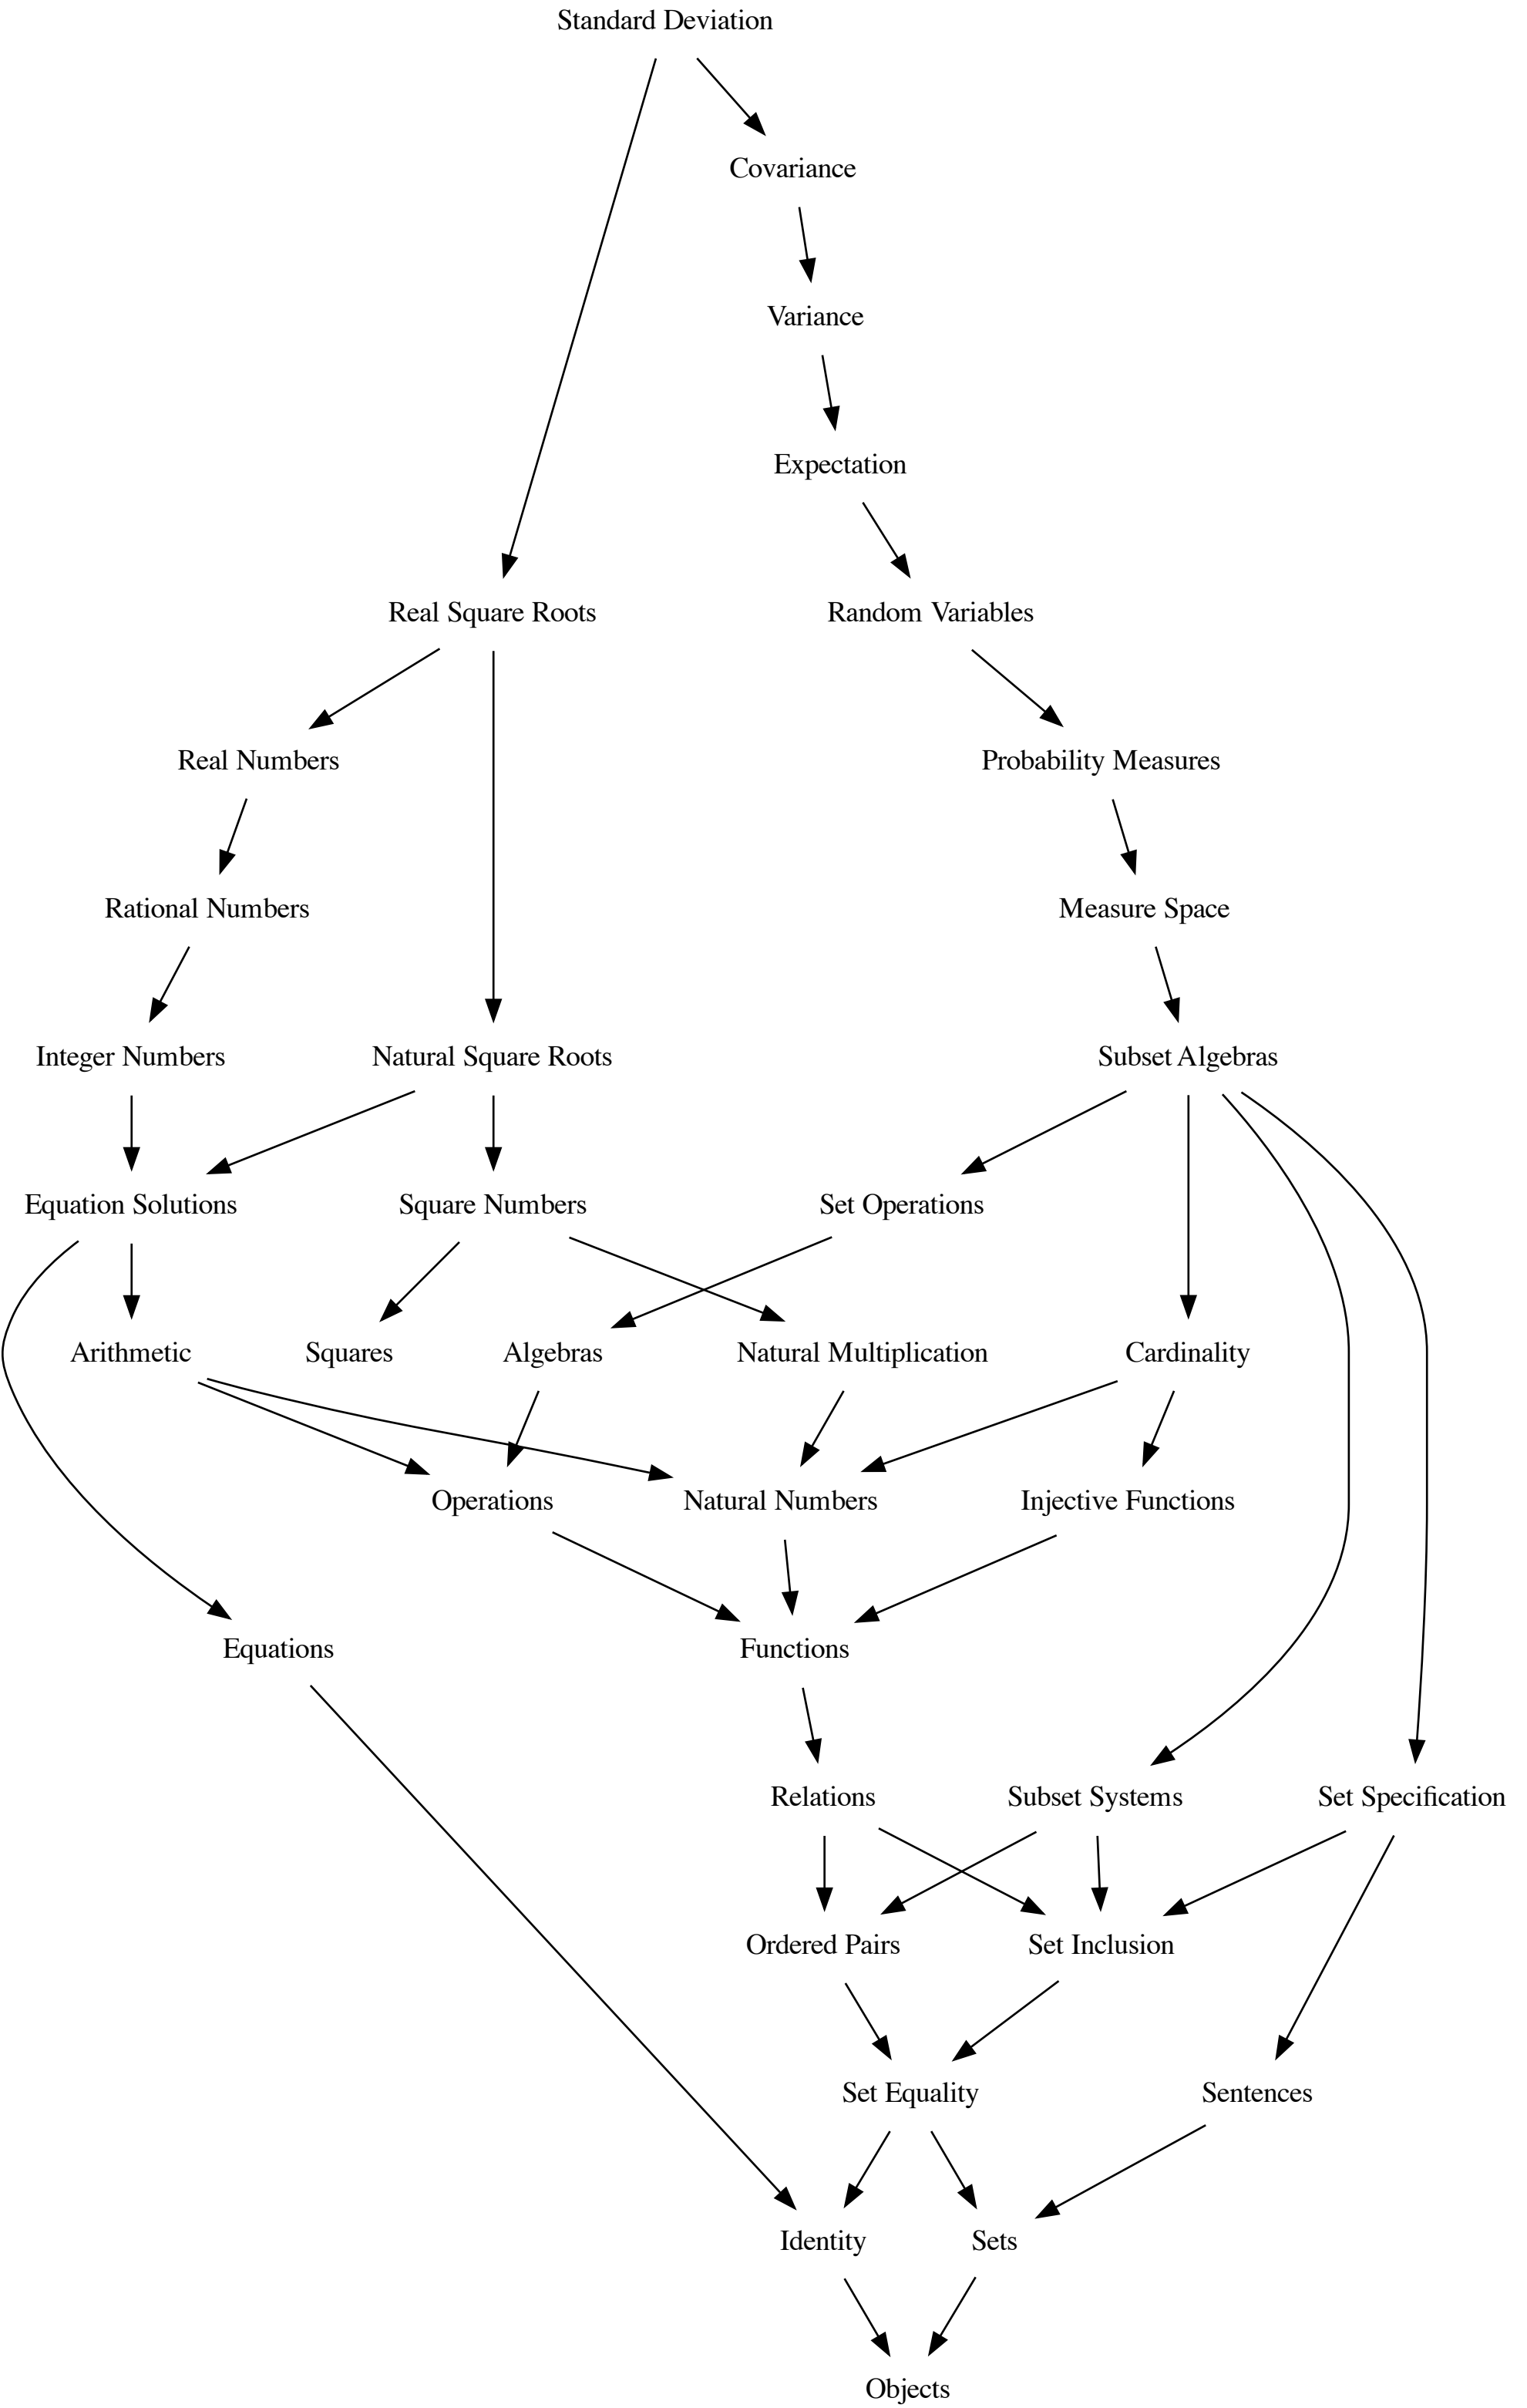 Standard Deviation
Covariance
Variance
Expectation
Real Square Roots
Random Variables
Real Numbers
Probability Measures
Rational Numbers
Measure Space
Integer Numbers
Natural Square Roots
Subset Algebras
Equation Solutions
Square Numbers
Set Operations
Arithmetic
Squares
Algebras
Natural Multiplication
Cardinality
Operations
Natural Numbers
Injective Functions
Equations
Functions
Relations
Subset Systems
Set Specification
Ordered Pairs
Set Inclusion
Set Equality
Sentences
Identity
Sets
Objects